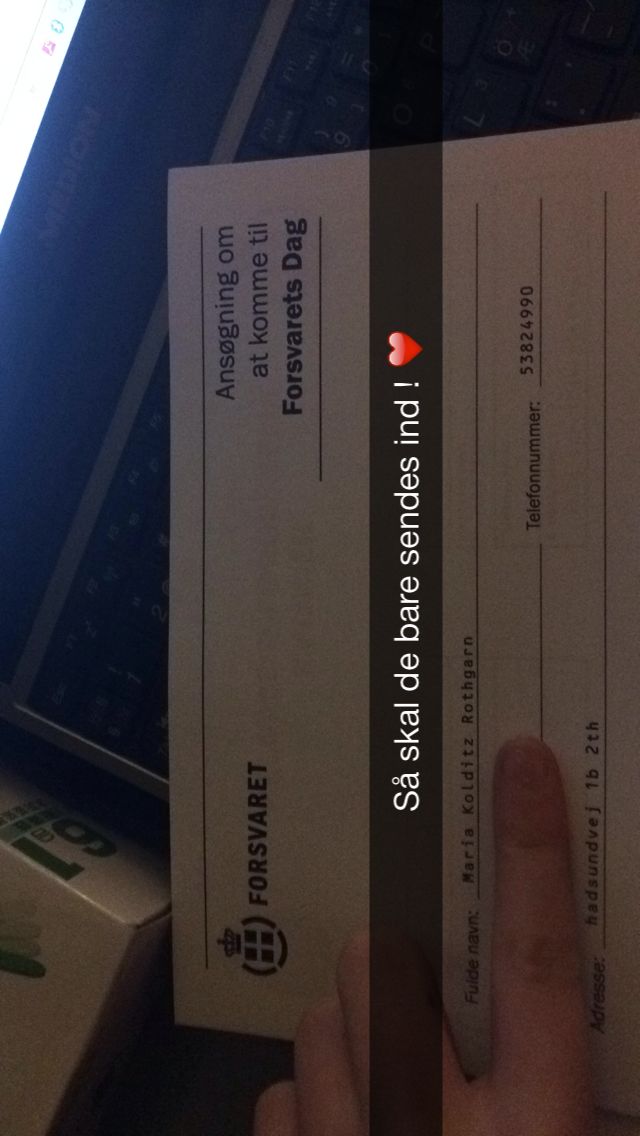 FORSVARET
Ansøgning om
at komme til
Forsvarets Dag
Så skal de bare sendes ind ! ❤
Fulde navn: Maria Kolditz Rothgarn
Telefonnummer: 53824990
Adresse: hadsundvej 1b 2th
MEDION